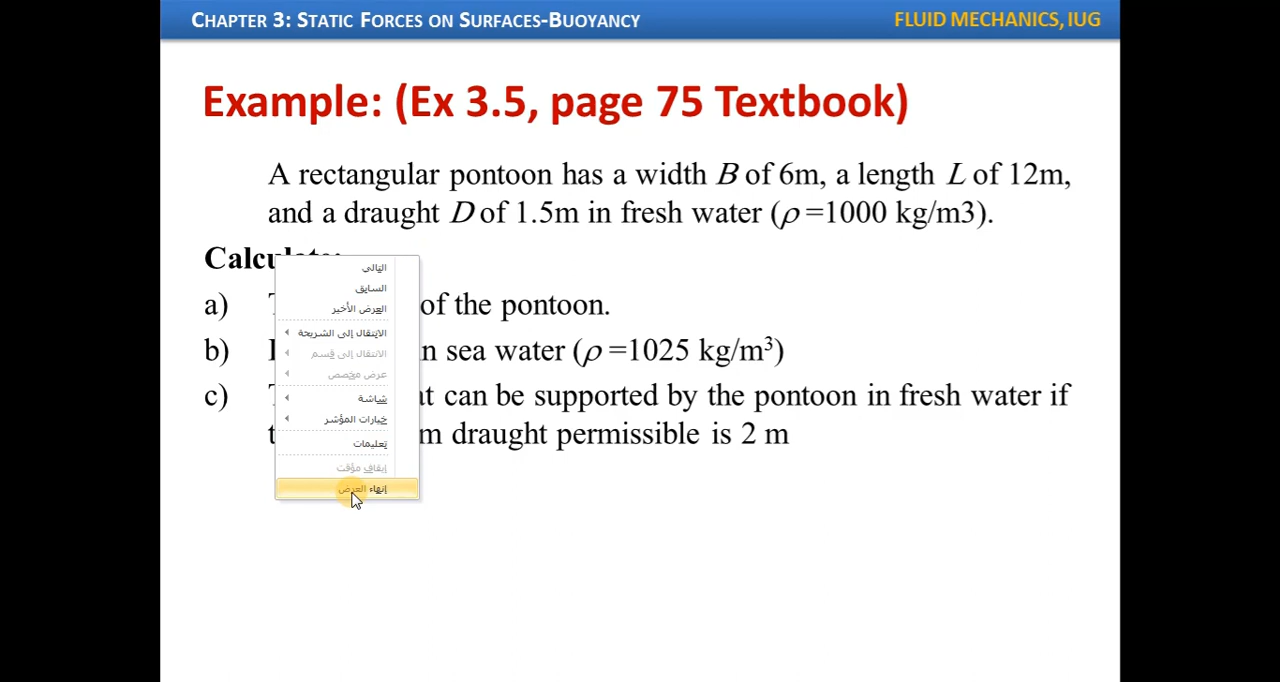 CHAPTER 3: STATIC FORCES ON SURFACES-BUOYANCY
FLUID MECHANICS, IUG
Example: (Ex 3.5, page 75 Textbook)
A rectangular pontoon has a width B of 6m, a length L of 12m,
and a draught D of 1.5m in fresh water (ρ =1000 kg/m3).
Calculate:
a) of the pontoon.
b) sea water (ρ =1025 kg/m³)
c) can be supported by the pontoon in fresh water if
draught permissible is 2 m
التالي
السابق
العرض الأخير
الانتقال إلى الشريحة
الانتقال إلى قسم
عرض مخصص
شاشة
خيارات المؤشر
تعليمات
إيقاف مؤقت
إنهاء العرض